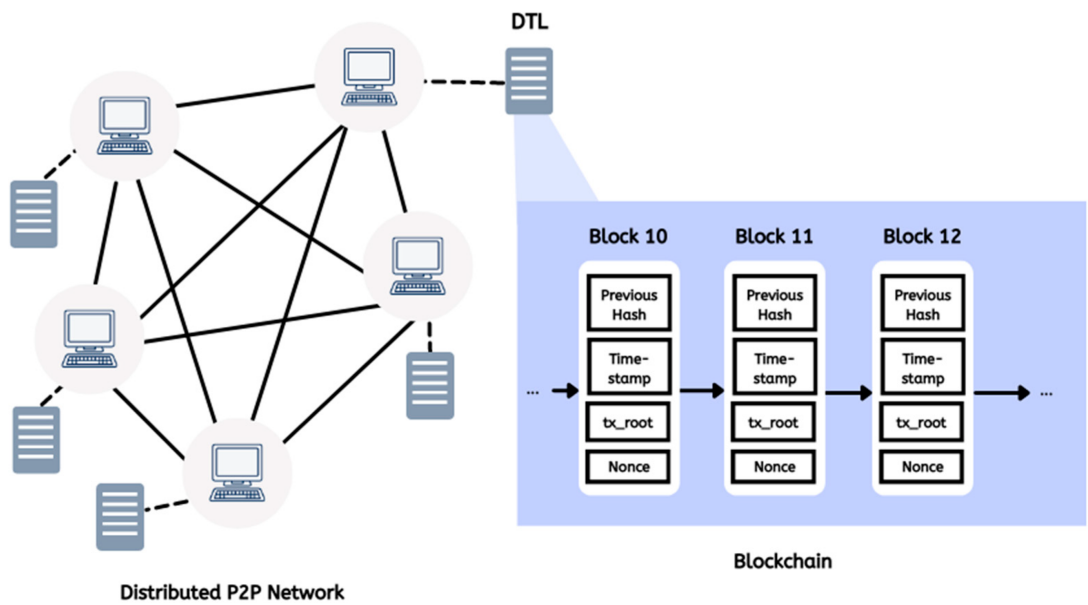 DTL
Block 10
Block 11
Block 12
Previous
Hash
Previous
Hash
Previous
Hash
Time-
stamp
Time-
stamp
Time-
stamp
...
...
tx_root
tx_root
tx_root
Nonce
Nonce
Nonce
Blockchain
Distributed P2P Network